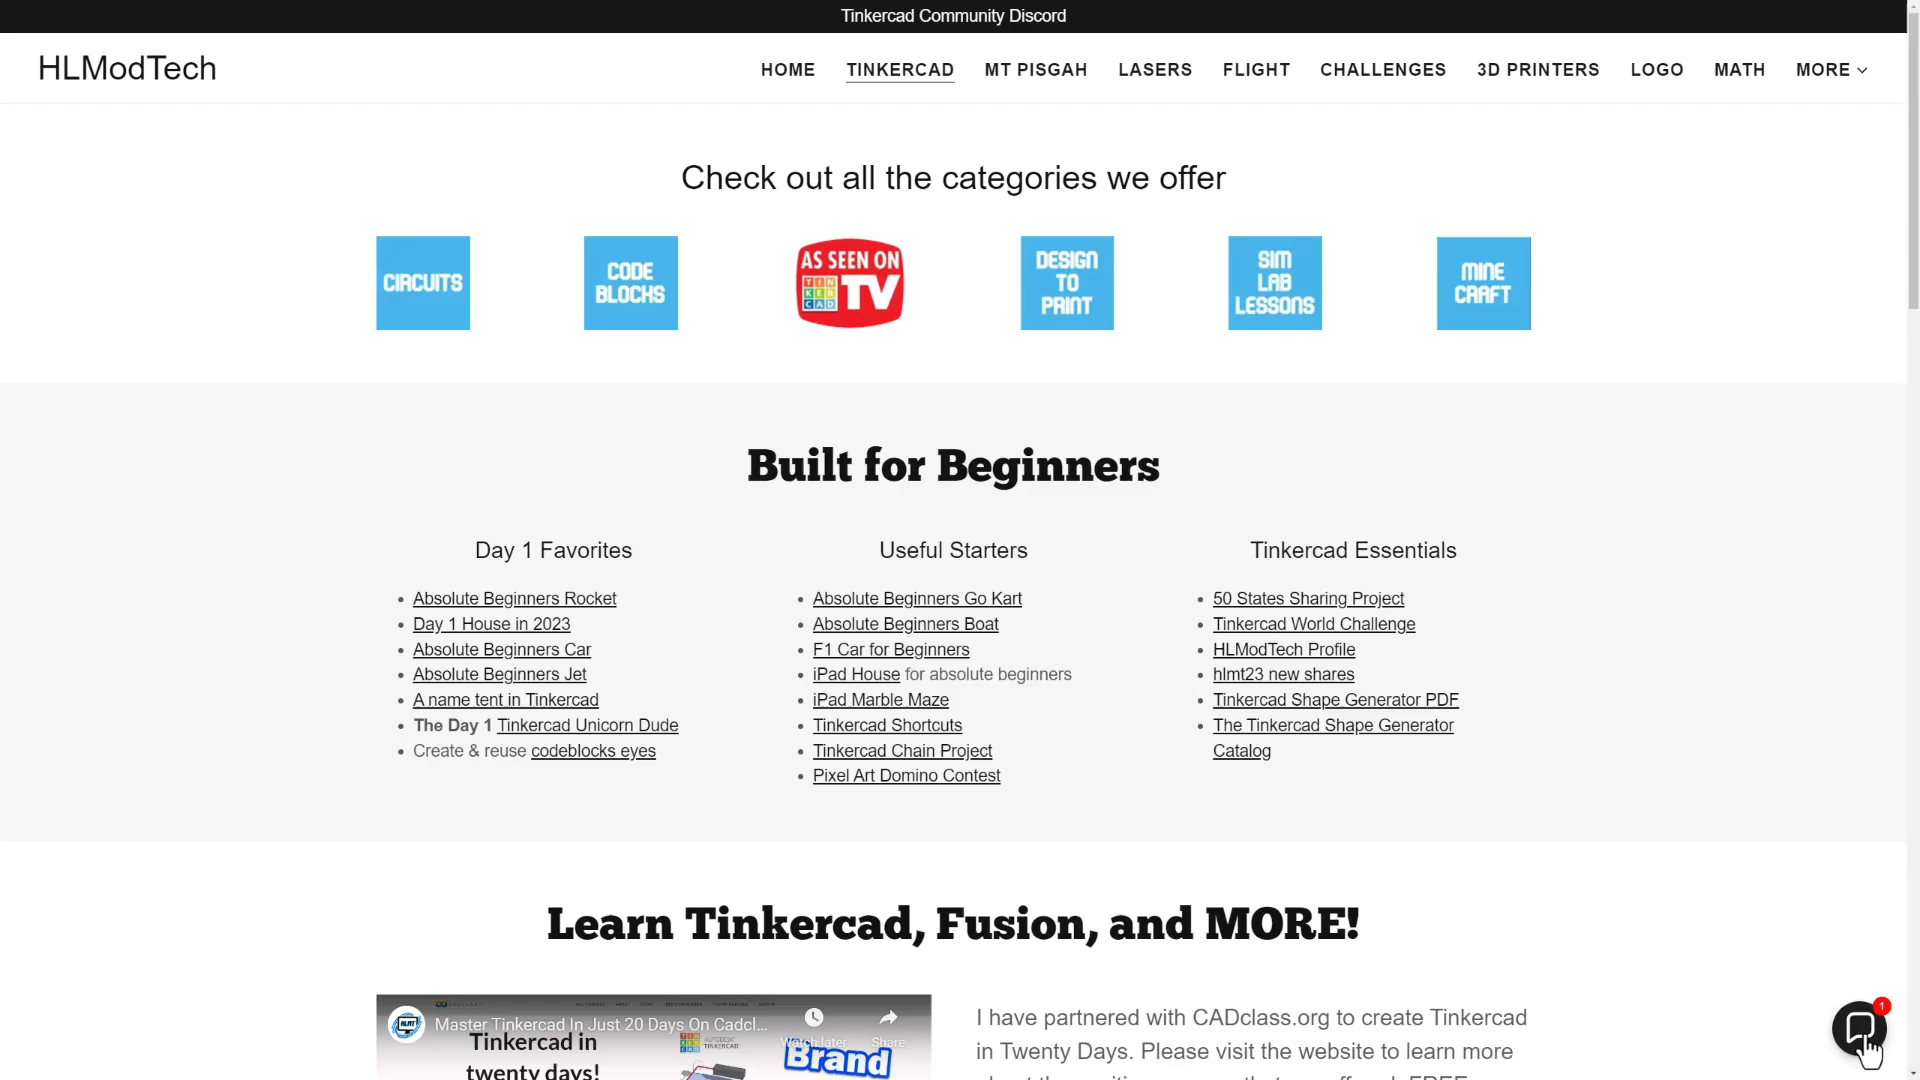 Tinkercad Community Discord
HLModTech
HOME TINKERCAD MT PISGAH LASERS FLIGHT CHALLENGES 3D PRINTERS LOGO MATH MORE
Check out all the categories we offer
CIRCUITS
CODE
BLOCKS
AS SEEN ON
TIN
KER
CAD
TV
DESIGN
TO
PRINT
SIM
LAB
LESSONS
MINE
CRAFT
Built for Beginners
Day 1 Favorites
Absolute Beginners Rocket
Day 1 House in 2023
Absolute Beginners Car
Absolute Beginners Jet
A name tent in Tinkercad
The Day 1 Tinkercad Unicorn Dude
Create & reuse codeblocks eyes
Useful Starters
Absolute Beginners Go Kart
Absolute Beginners Boat
F1 Car for Beginners
iPad House for absolute beginners
iPad Marble Maze
Tinkercad Shortcuts
Tinkercad Chain Project
Pixel Art Domino Contest
Tinkercad Essentials
50 States Sharing Project
Tinkercad World Challenge
HLModTech Profile
hlmt23 new shares
Tinkercad Shape Generator PDF
The Tinkercad Shape Generator
Catalog
Learn Tinkercad, Fusion, and MORE!
HLMT
Master Tinkercad In Just 20 Days On Cadcl...
Watch later
Share
Tinkercad in
twenty days!
AUTODESK
TINKERCAD
Brand
I have partnered with CADclass.org to create Tinkercad
in Twenty Days. Please visit the website to learn more
1